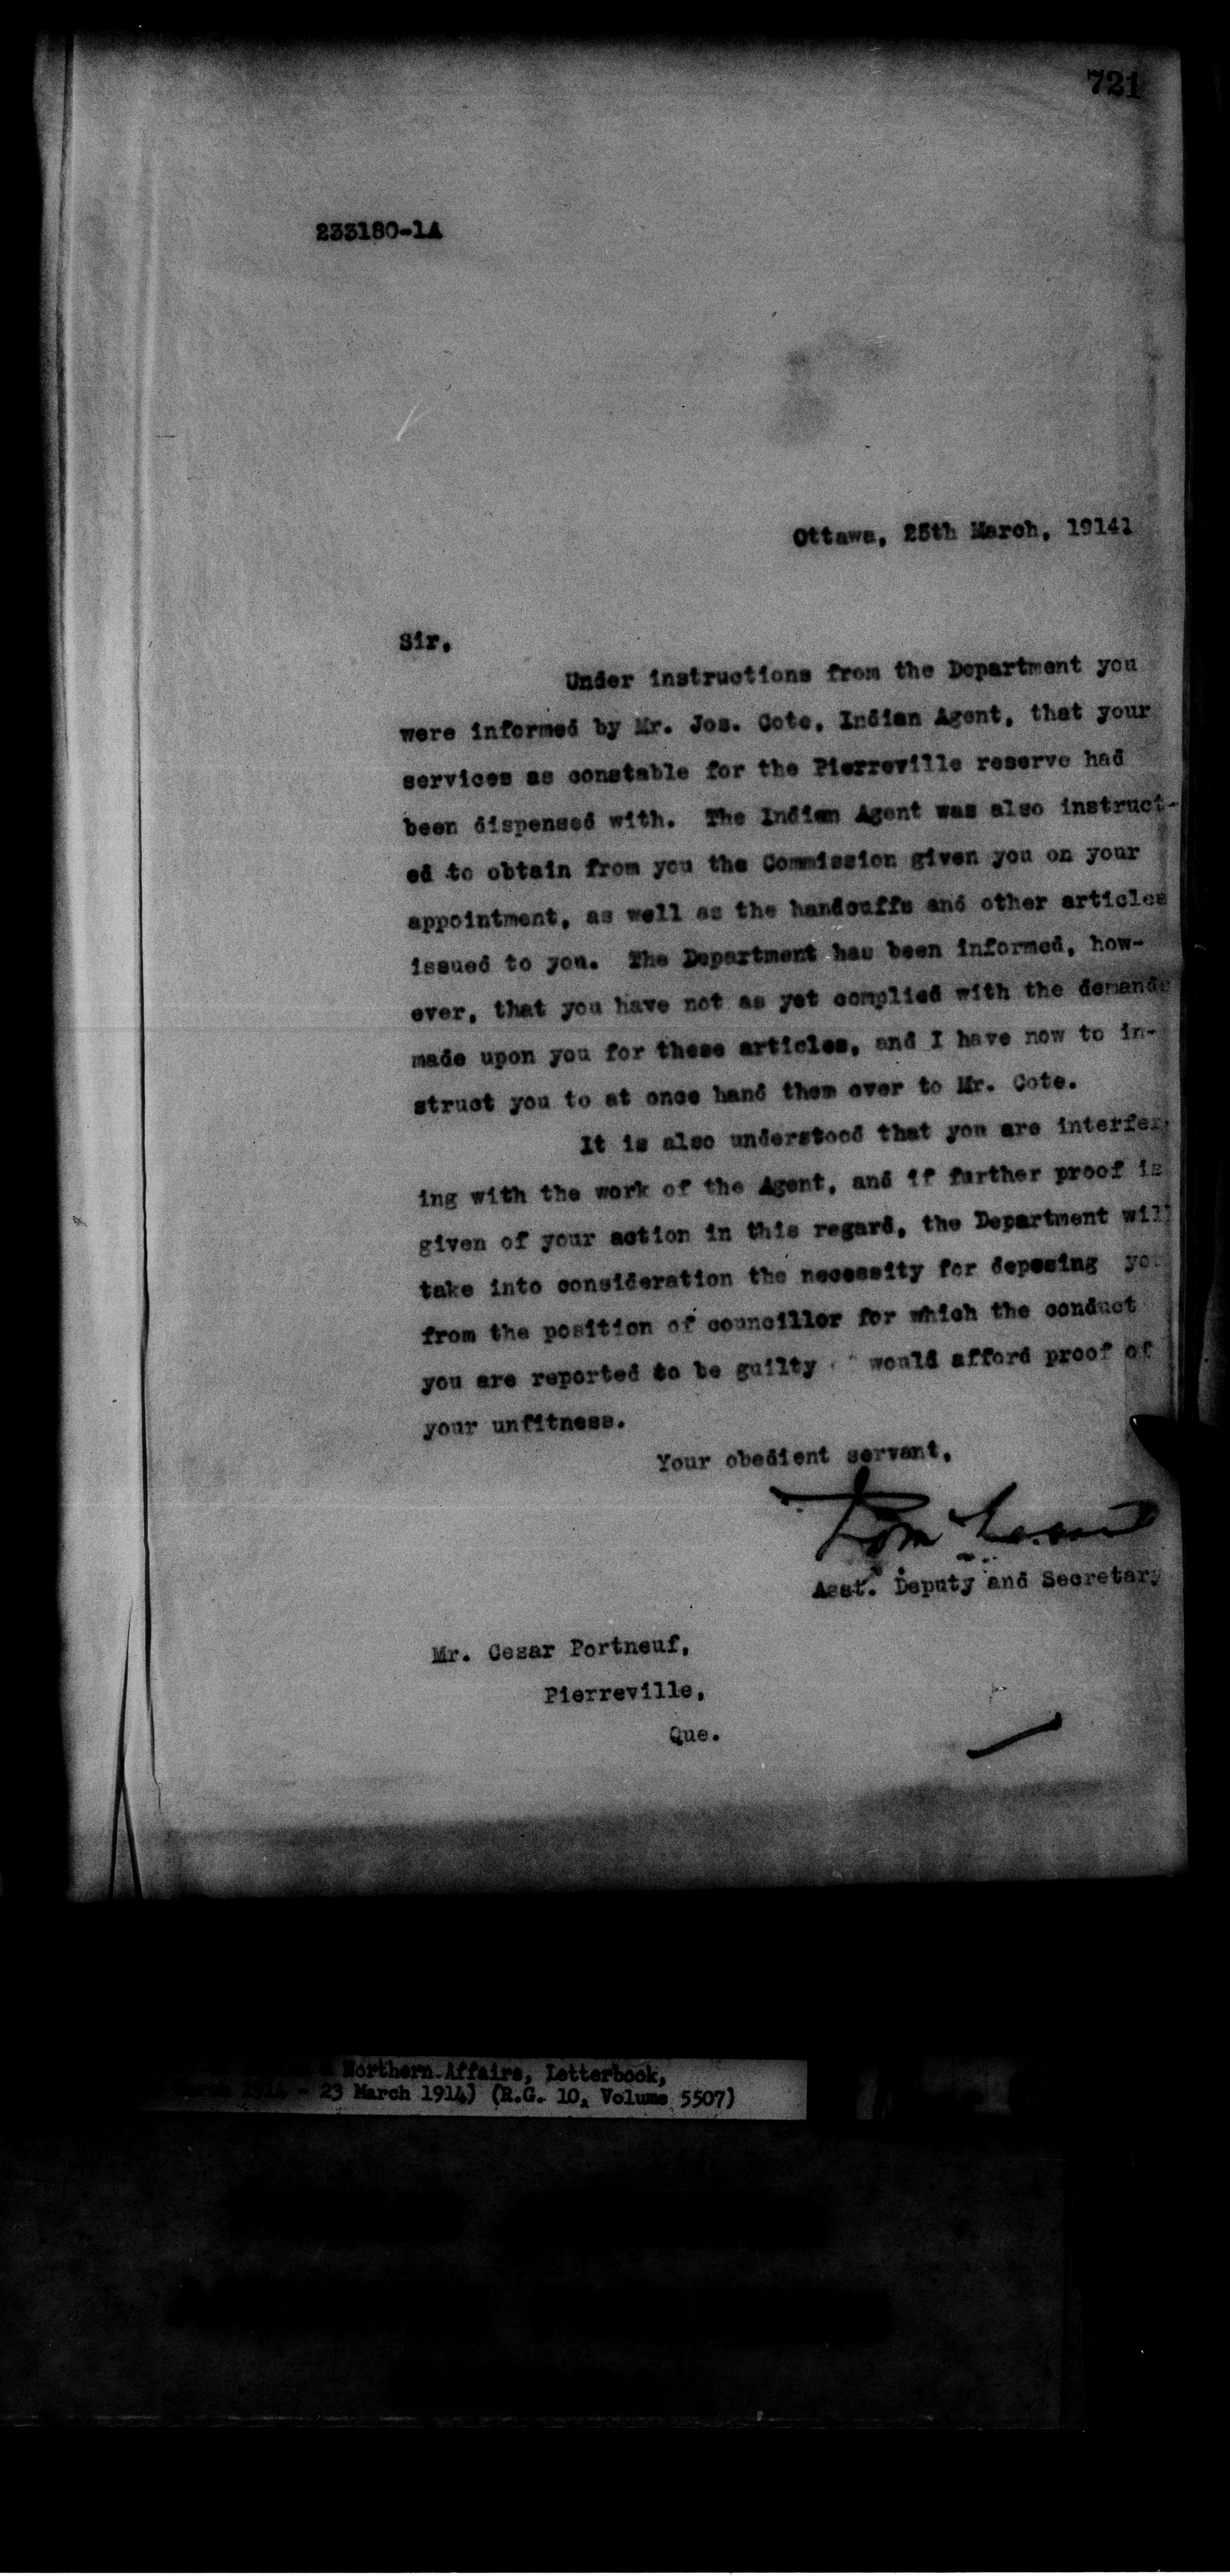 721
233180-1A
Ottawa, 25th March, 19141
Sir,
Under instructions from the Department you
were informed by Mr. Jos. Cote, Indian Agent, that your
services as constable for the Pierreville reserve had
been dispensed with. The Indian Agent was also instruct-
ed to obtain from you the Commission given you on your
appointment, as well as the handcuffs and other articles
issued to you. The Department has been informed, how-
ever, that you have not as yet complied with the demands
made upon you for these articles, and I have now to in-
struct you to at once hand them over to Mr. Cote.
It is also understood that you are interfer
ing with the work of the Agent, and if further proof is
given of your action in this regard, the Department will
take into consideration the necessity for deposing yo
from the position of councillor for which the conduct
you are reported to be guilty would afford proof of
your unfitness.
Your obedient servant,
Asst. Deputy and Secretary
Mr. Cesar Portneuf,
Pierreville,
Que.
Northern Affairs, Letterbook,
1914 - 23 March 1914) (R.G. 10, Volume 5507)